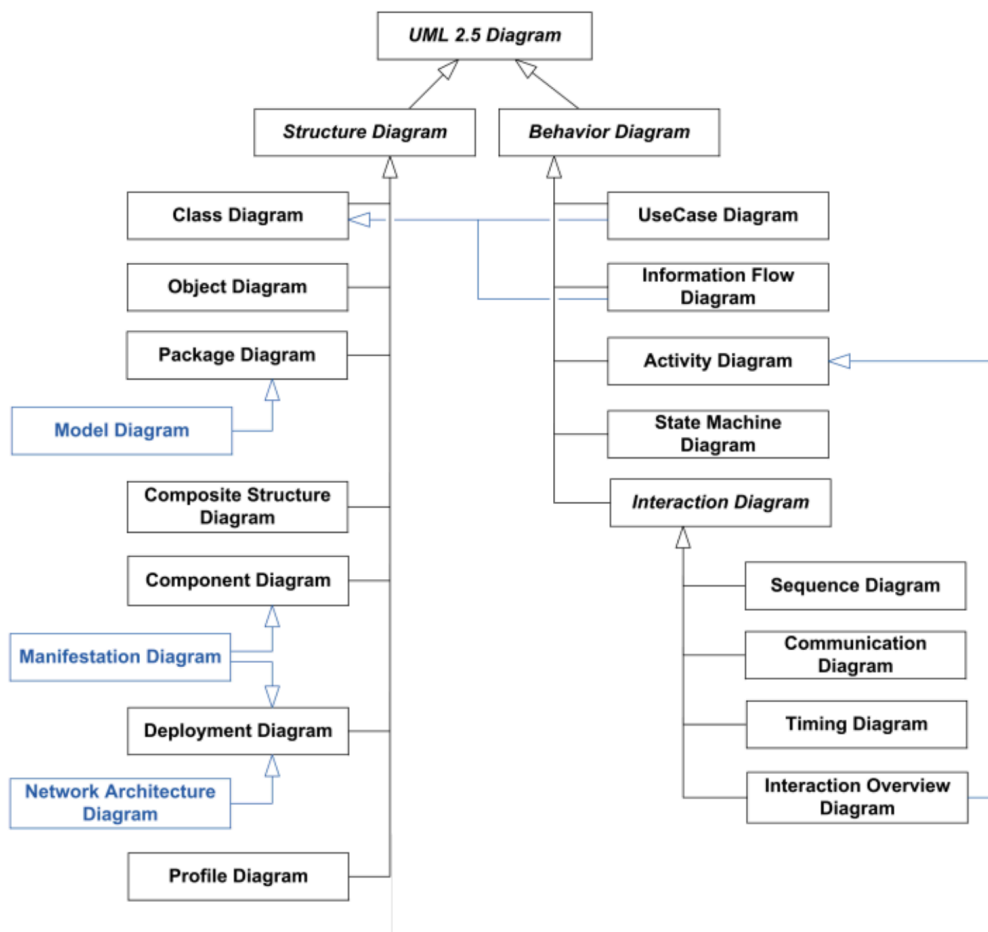 UML 2.5 Diagram
Structure Diagram
Behavior Diagram
Class Diagram
UseCase Diagram
Object Diagram
Information Flow
Diagram
Package Diagram
Activity Diagram
Model Diagram
State Machine
Diagram
Composite Structure
Diagram
Interaction Diagram
Component Diagram
Sequence Diagram
Manifestation Diagram
Communication
Diagram
Deployment Diagram
Timing Diagram
Network Architecture
Diagram
Interaction Overview
Diagram
Profile Diagram